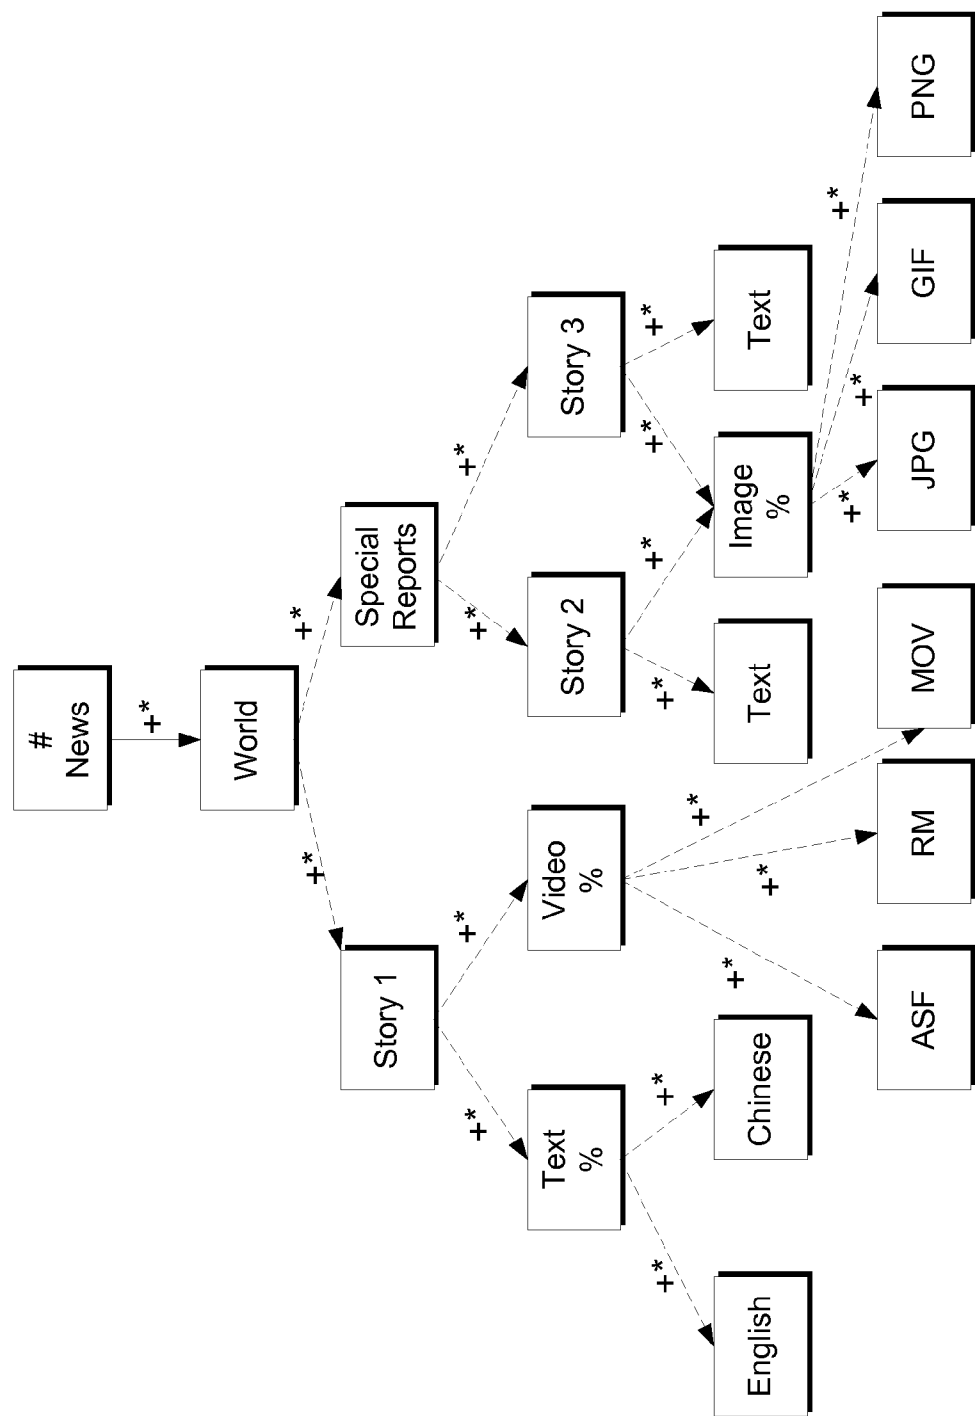 #
News
+*
World
+*
+*
Story 1
Special
Reports
+*
+*
+*
+*
Text
%
Video
%
Story 2
Story 3
+*
+*
+*
+*
+*
+*
+*
+*
+*
English
Chinese
Text
Image
%
Text
+*
+*
+*
ASF
RM
MOV
JPG
GIF
PNG